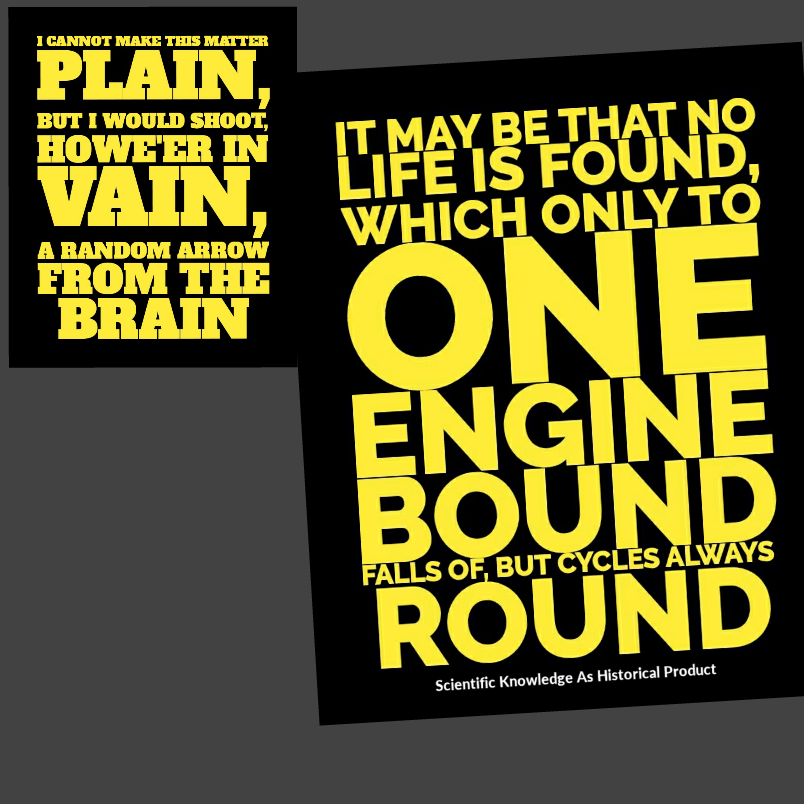 I CANNOT MAKE THIS MATTER
PLAIN,
BUT I WOULD SHOOT,
HOWE'ER IN
VAIN,
A RANDOM ARROW
FROM THE
BRAIN
IT MAY BE THAT NO
LIFE IS FOUND,
WHICH ONLY TO
ONE
ENGINE
BOUND
FALLS OF, BUT CYCLES ALWAYS
ROUND
Scientific Knowledge As Historical Product